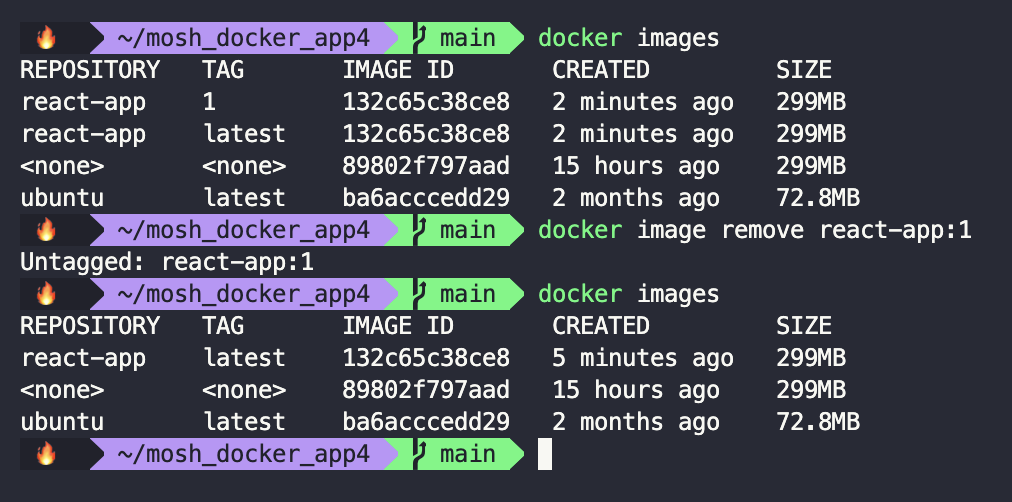 ~/mosh_docker_app4 main docker images
REPOSITORY TAG IMAGE ID CREATED SIZE
react-app 1 132c65c38ce8 2 minutes ago 299MB
react-app latest 132c65c38ce8 2 minutes ago 299MB
<none> <none> 89802f797aad 15 hours ago 299MB
ubuntu latest ba6acccedd29 2 months ago 72.8MB
~/mosh_docker_app4 main docker image remove react-app:1
Untagged: react-app:1
~/mosh_docker_app4 main docker images
REPOSITORY TAG IMAGE ID CREATED SIZE
react-app latest 132c65c38ce8 5 minutes ago 299MB
<none> <none> 89802f797aad 15 hours ago 299MB
ubuntu latest ba6acccedd29 2 months ago 72.8MB
~/mosh_docker_app4 main